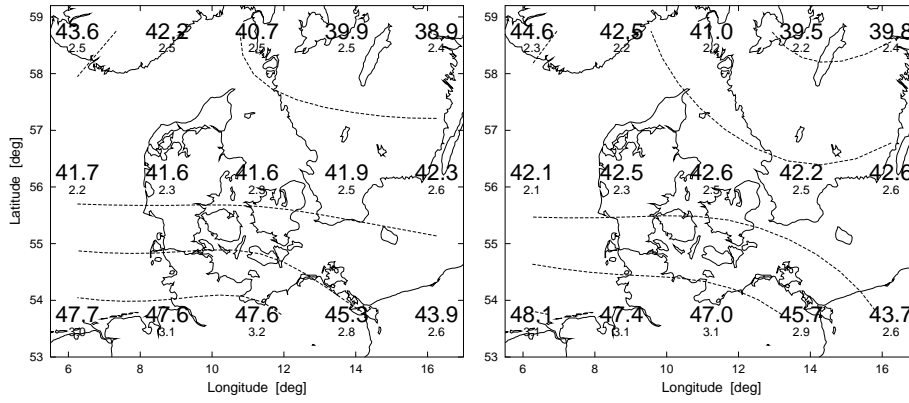 59
43.6 42.2 40.7 39.9 38.9
2.5 2.5 2.5 2.5 2.4
58
57
41.7 41.6 41.6 41.9 42.3
2.2 2.3 2.3 2.5 2.6
56
55
54
47.7 47.6 47.6 45.3 43.9
3.0 3.1 3.2 2.8 2.6
53
6 8 10 12 14 16
Latitude [deg]
Longitude [deg]
59
44.6 42.5 41.0 39.5 39.8
2.3 2.2 2.2 2.2 2.4
58
57
42.1 42.5 42.6 42.2 42.6
2.1 2.3 2.5 2.5 2.6
56
55
54
48.1 47.4 47.0 45.7 43.7
3.1 3.1 3.1 2.9 2.6
53
6 8 10 12 14 16
Longitude [deg]